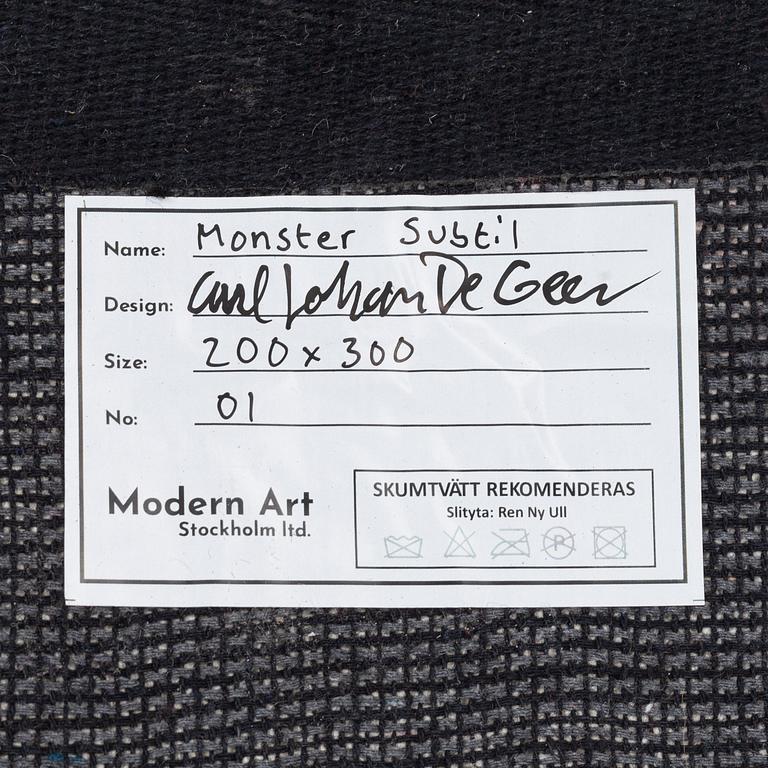 Name: Monster Subtil
Design: Carl Johan De Geer
Size: 200 x 300
No: 01
Modern Art
Stockholm ltd.
SKUMTVÄTT REKOMENDERAS
Slityta: Ren Ny Ull
P